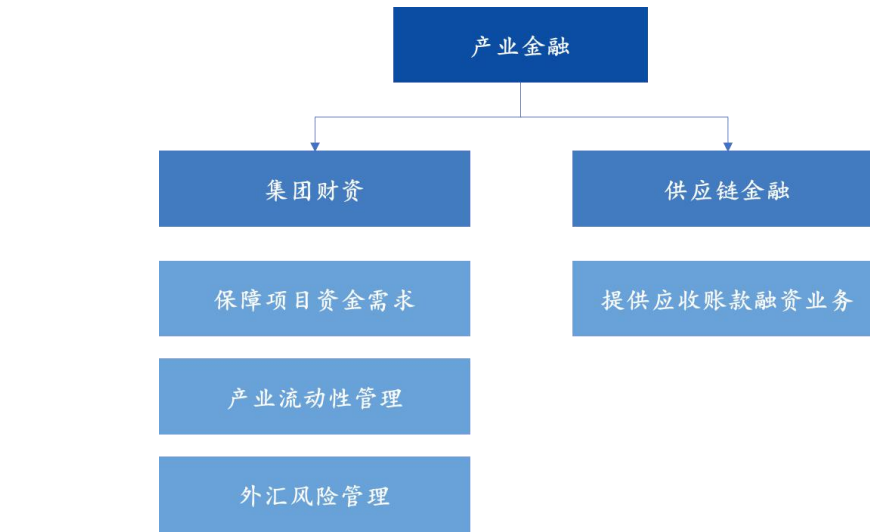 产业金融
集团财资
供应链金融
保障项目资金需求
提供应收账款融资业务
产业流动性管理
外汇风险管理